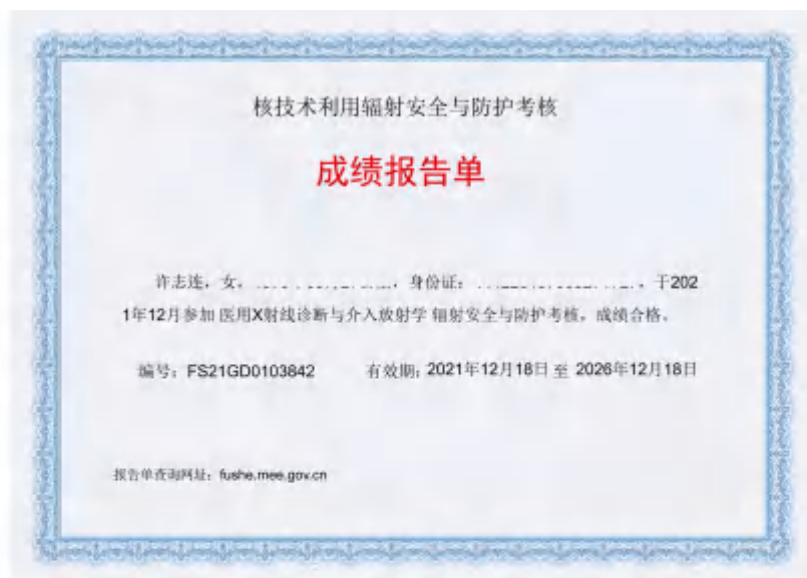 核技术利用辐射安全与防护考核
成绩报告单
许志连，女， ，身份证： ，于202
1年12月参加 医用X射线诊断与介入放射学 辐射安全与防护考核，成绩合格。
编号：FS21GD0103842 有效期：2021年12月18日 至 2026年12月18日
报告单查询网址：fushe.mee.gov.cn